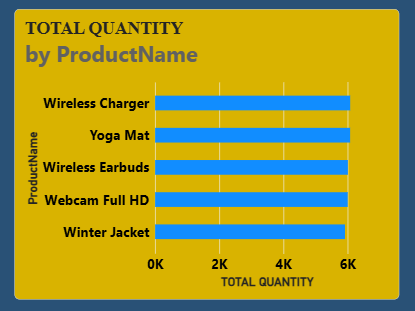 TOTAL QUANTITY
by ProductName
ProductName
Wireless Charger
Yoga Mat
Wireless Earbuds
Webcam Full HD
Winter Jacket
0K 2K 4K 6K
TOTAL QUANTITY